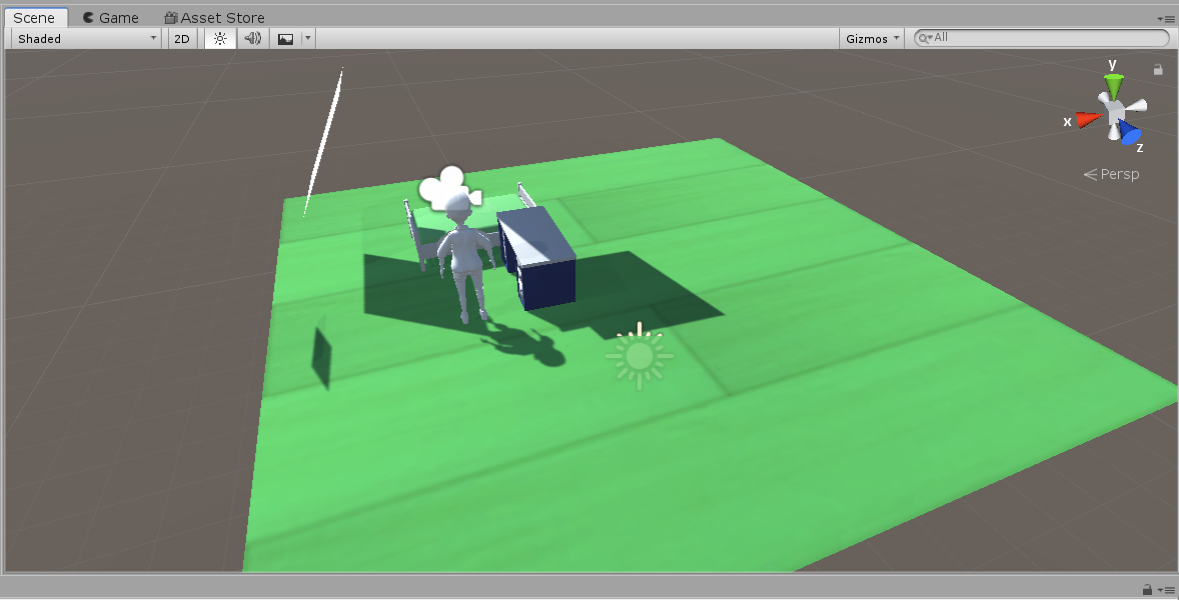 Scene Game Asset Store
Shaded 2D Gizmos All
y
x
z
Persp